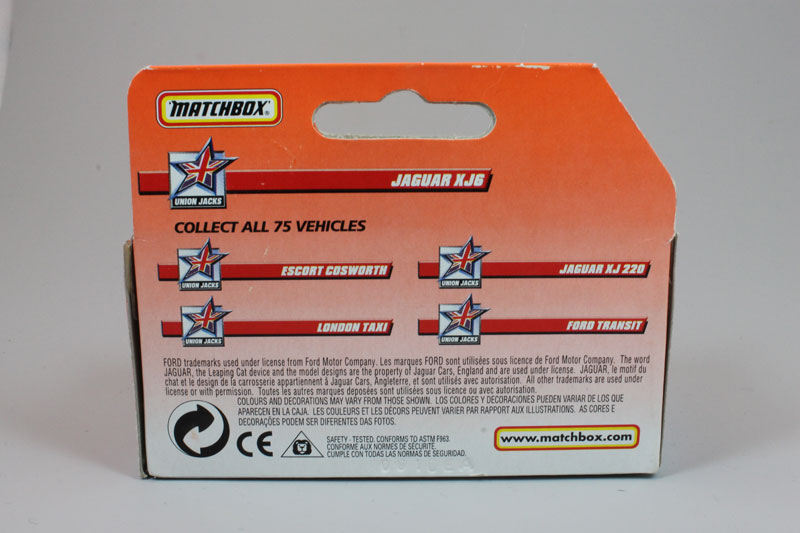 MATCHBOX®
UNION JACKS
JAGUAR XJ6
COLLECT ALL 75 VEHICLES
UNION JACKS
ESCORT COSWORTH
UNION JACKS
JAGUAR XJ 220
UNION JACKS
LONDON TAXI
UNION JACKS
FORD TRANSIT
FORD trademarks used under license from Ford Motor Company. Les marques FORD sont utilisées sous licence de Ford Motor Company. The word
JAGUAR, the Leaping Cat device and the model designs are the property of Jaguar Cars, England and are used under license. JAGUAR, le motif du
chat et le design de la carrosserie appartiennent à Jaguar Cars, Angleterre, et sont utilisés avec autorisation. All other trademarks are used under
license or with permission. Toutes les autres marques deposées sont utilisées sous licence ou avec autorisation.
COLOURS AND DECORATIONS MAY VARY FROM THOSE SHOWN. LOS COLORES Y DECORACIONES PUEDEN VARIAR DE LOS QUE
APARECEN EN LA CAJA. LES COULEURS ET LES DÉCORS PEUVENT VARIER PAR RAPPORT AUX ILLUSTRATIONS. AS CORES E
DECORAÇÕES PODEM SER DIFERENTES DAS FOTOS.
CE
SAFETY - TESTED. CONFORMS TO ASTM F963.
CONFORME AUX NORMES DE SÉCURITÉ.
CUMPLE CON TODAS LAS NORMAS DE SEGURIDAD.
www.matchbox.com